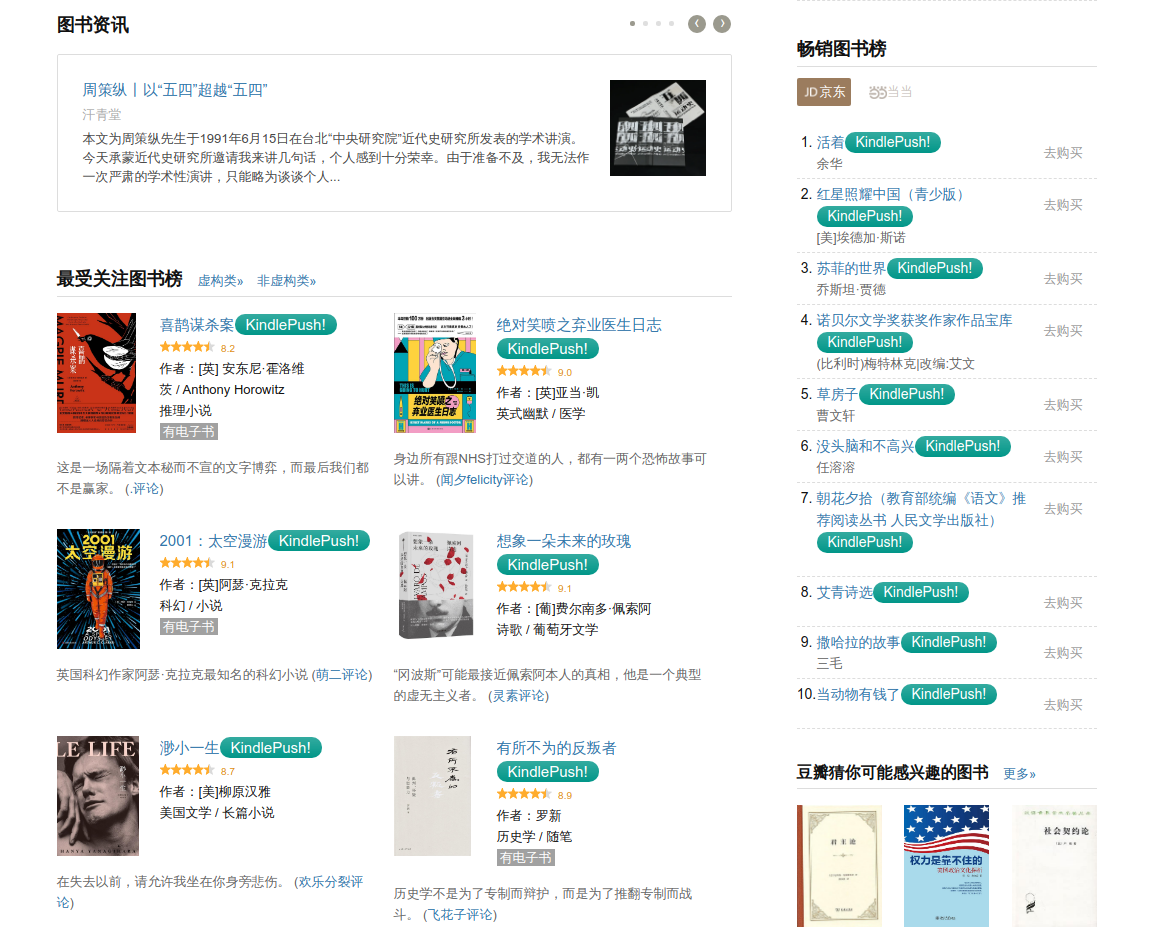 图书资讯
周策纵丨以“五四”超越“五四”
汗青堂
本文为周策纵先生于1991年6月15日在台北“中央研究院”近代史研究所发表的学术讲演。
今天承蒙近代史研究所邀请我来讲几句话，个人感到十分荣幸。由于准备不及，我无法作
一次严肃的学术性演讲，只能略为谈谈个人...
最受关注图书榜 虚构类» 非虚构类»
喜鹊谋杀案 KindlePush!
8.2
作者：[英] 安东尼·霍洛维
茨 / Anthony Horowitz
推理小说
有电子书
这是一场隔着文本秘而不宣的文字博弈，而最后我们都
不是赢家。 (.评论)
绝对笑喷之弃业医生日志
KindlePush!
9.0
作者：[英]亚当·凯
英式幽默 / 医学
身边所有跟NHS打过交道的人，都有一两个恐怖故事可
以讲。 (闻夕felicity评论)
2001
太空漫游
2001：太空漫游 KindlePush!
9.1
作者：[英]阿瑟·克拉克
科幻 / 小说
有电子书
英国科幻作家阿瑟·克拉克最知名的科幻小说 (萌二评论)
想象一朵未来的玫瑰
KindlePush!
9.1
作者：[葡]费尔南多·佩索阿
诗歌 / 葡萄牙文学
“冈波斯”可能最接近佩索阿本人的真相，他是一个典型
的虚无主义者。 (灵素评论)
LE LIFE
HANYA YANAGIHARA
渺小一生 KindlePush!
8.7
作者：[美]柳原汉雅
美国文学 / 长篇小说
在失去以前，请允许我坐在你身旁悲伤。 (欢乐分裂评
论)
有所不为的反叛者
KindlePush!
8.9
作者：罗新
历史学 / 随笔
有电子书
历史学不是为了专制而辩护，而是为了推翻专制而战
斗。 (飞花子评论)
畅销图书榜
JD 京东 当当
1. 活着 KindlePush!
余华
去购买
2. 红星照耀中国（青少版）
KindlePush!
[美]埃德加·斯诺
去购买
3. 苏菲的世界 KindlePush!
乔斯坦·贾德
去购买
4. 诺贝尔文学奖获奖作家作品宝库
KindlePush!
(比利时)梅特林克|改编:艾文
去购买
5. 草房子 KindlePush!
曹文轩
去购买
6. 没头脑和不高兴 KindlePush!
任溶溶
去购买
7. 朝花夕拾（教育部统编《语文》推
荐阅读丛书 人民文学出版社）
KindlePush!
去购买
8. 艾青诗选 KindlePush!
去购买
9. 撒哈拉的故事 KindlePush!
三毛
去购买
10. 当动物有钱了 KindlePush!
去购买
豆瓣猜你可能感兴趣的图书 更多»
君主论
权力是靠不住的
社会契约论